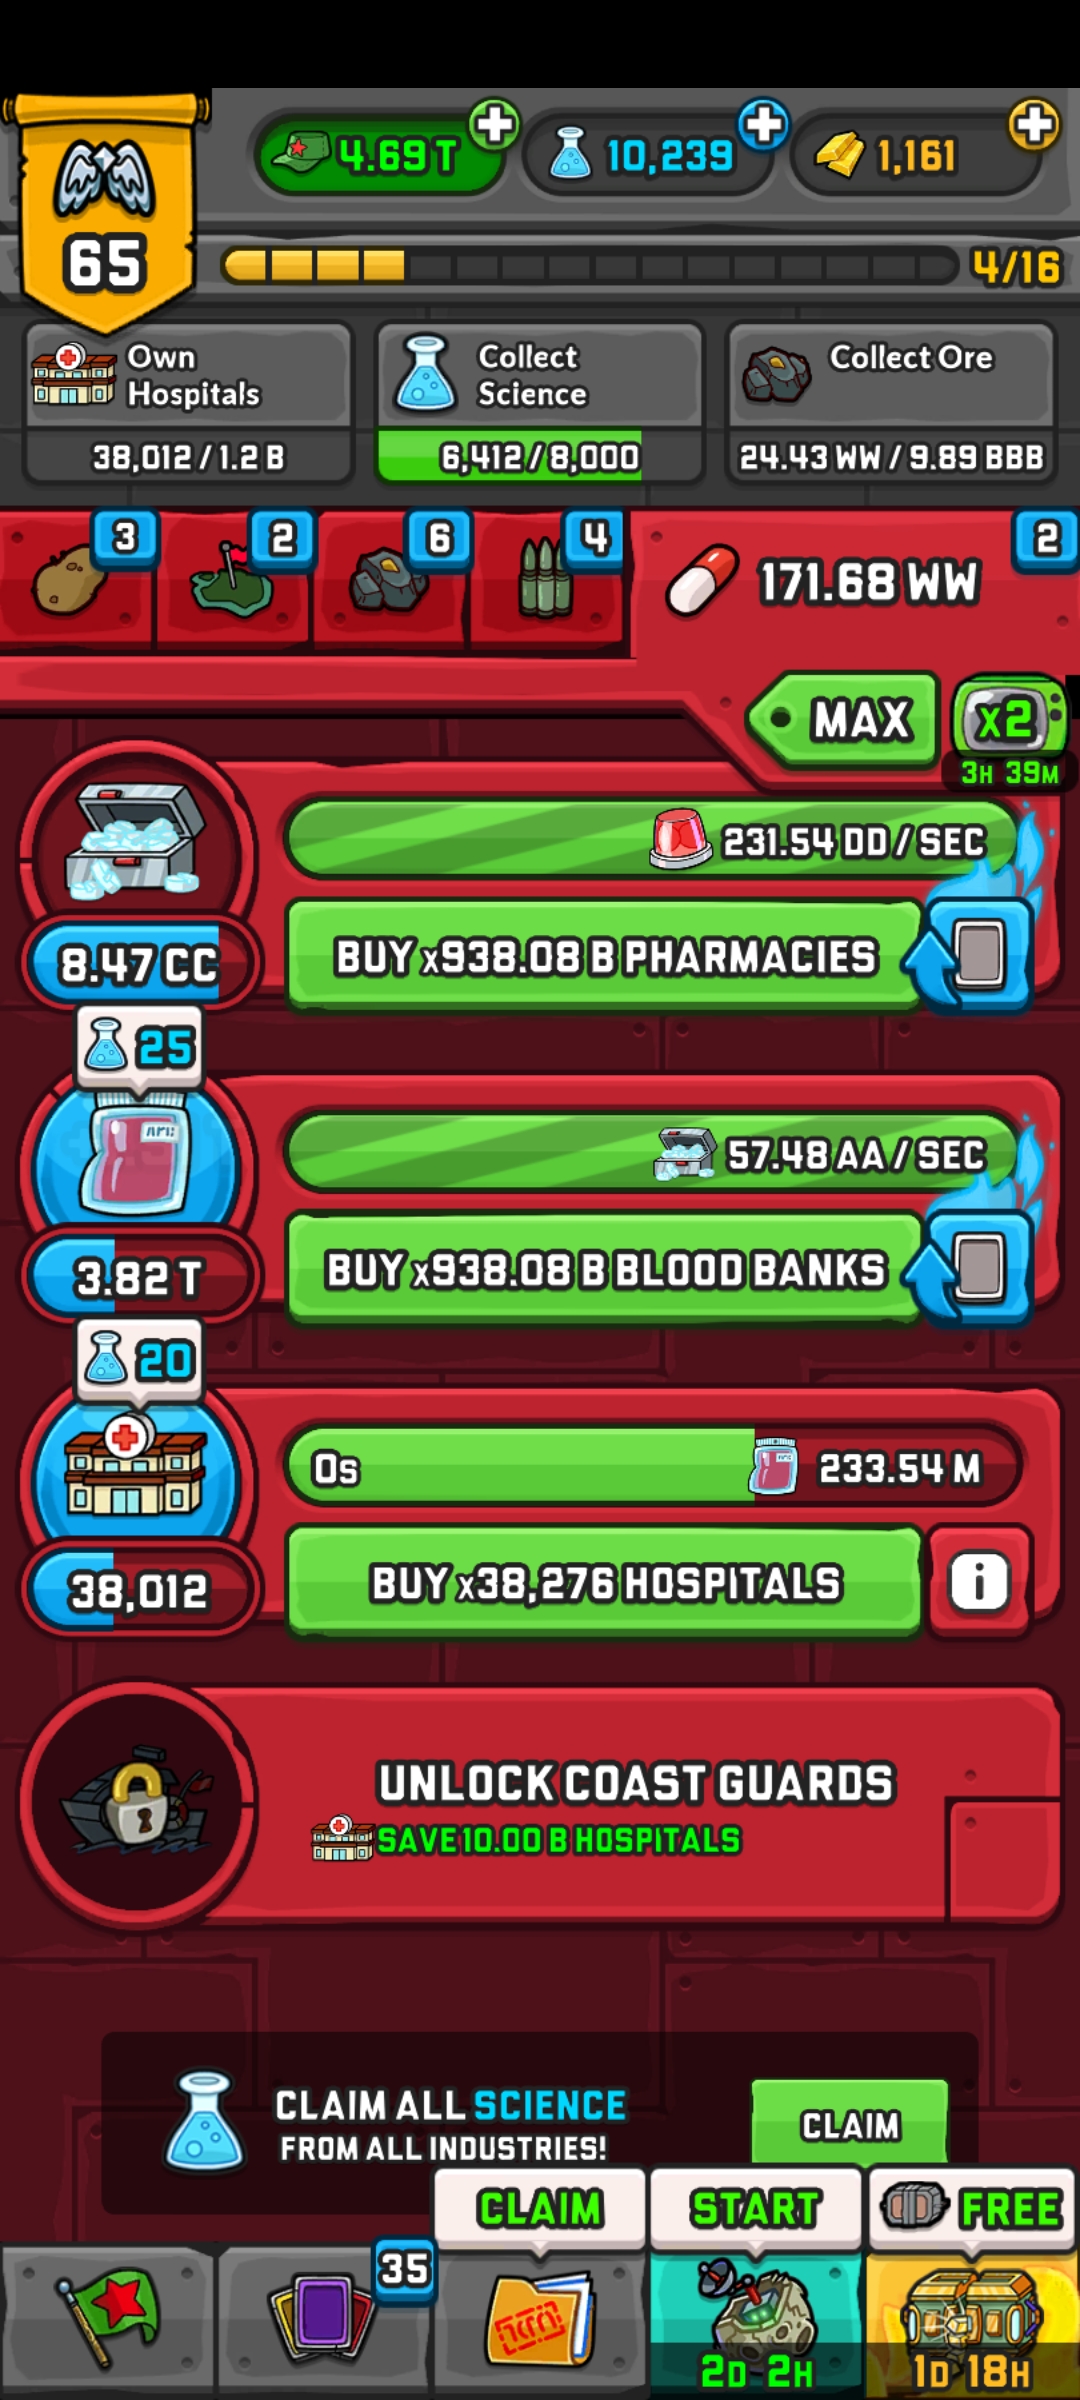 4.69 T
10,239
1,161
65
4/16
Own
Hospitals
38,012 / 1.2 B
Collect
Science
6,412 / 8,000
Collect Ore
24.43 WW / 9.89 BBB
3
2
6
4
2
171.68 WW
MAX
x2
3H 39M
231.54 DD / SEC
8.47 CC
BUY x938.08 B PHARMACIES
25
57.48 AA / SEC
3.82 T
BUY x938.08 B BLOOD BANKS
20
0s
233.54 M
38,012
BUY x38,276 HOSPITALS
i
UNLOCK COAST GUARDS
SAVE 10.00 B HOSPITALS
CLAIM ALL SCIENCE
FROM ALL INDUSTRIES!
CLAIM
CLAIM
START
FREE
35
2D 2H
1D 18H